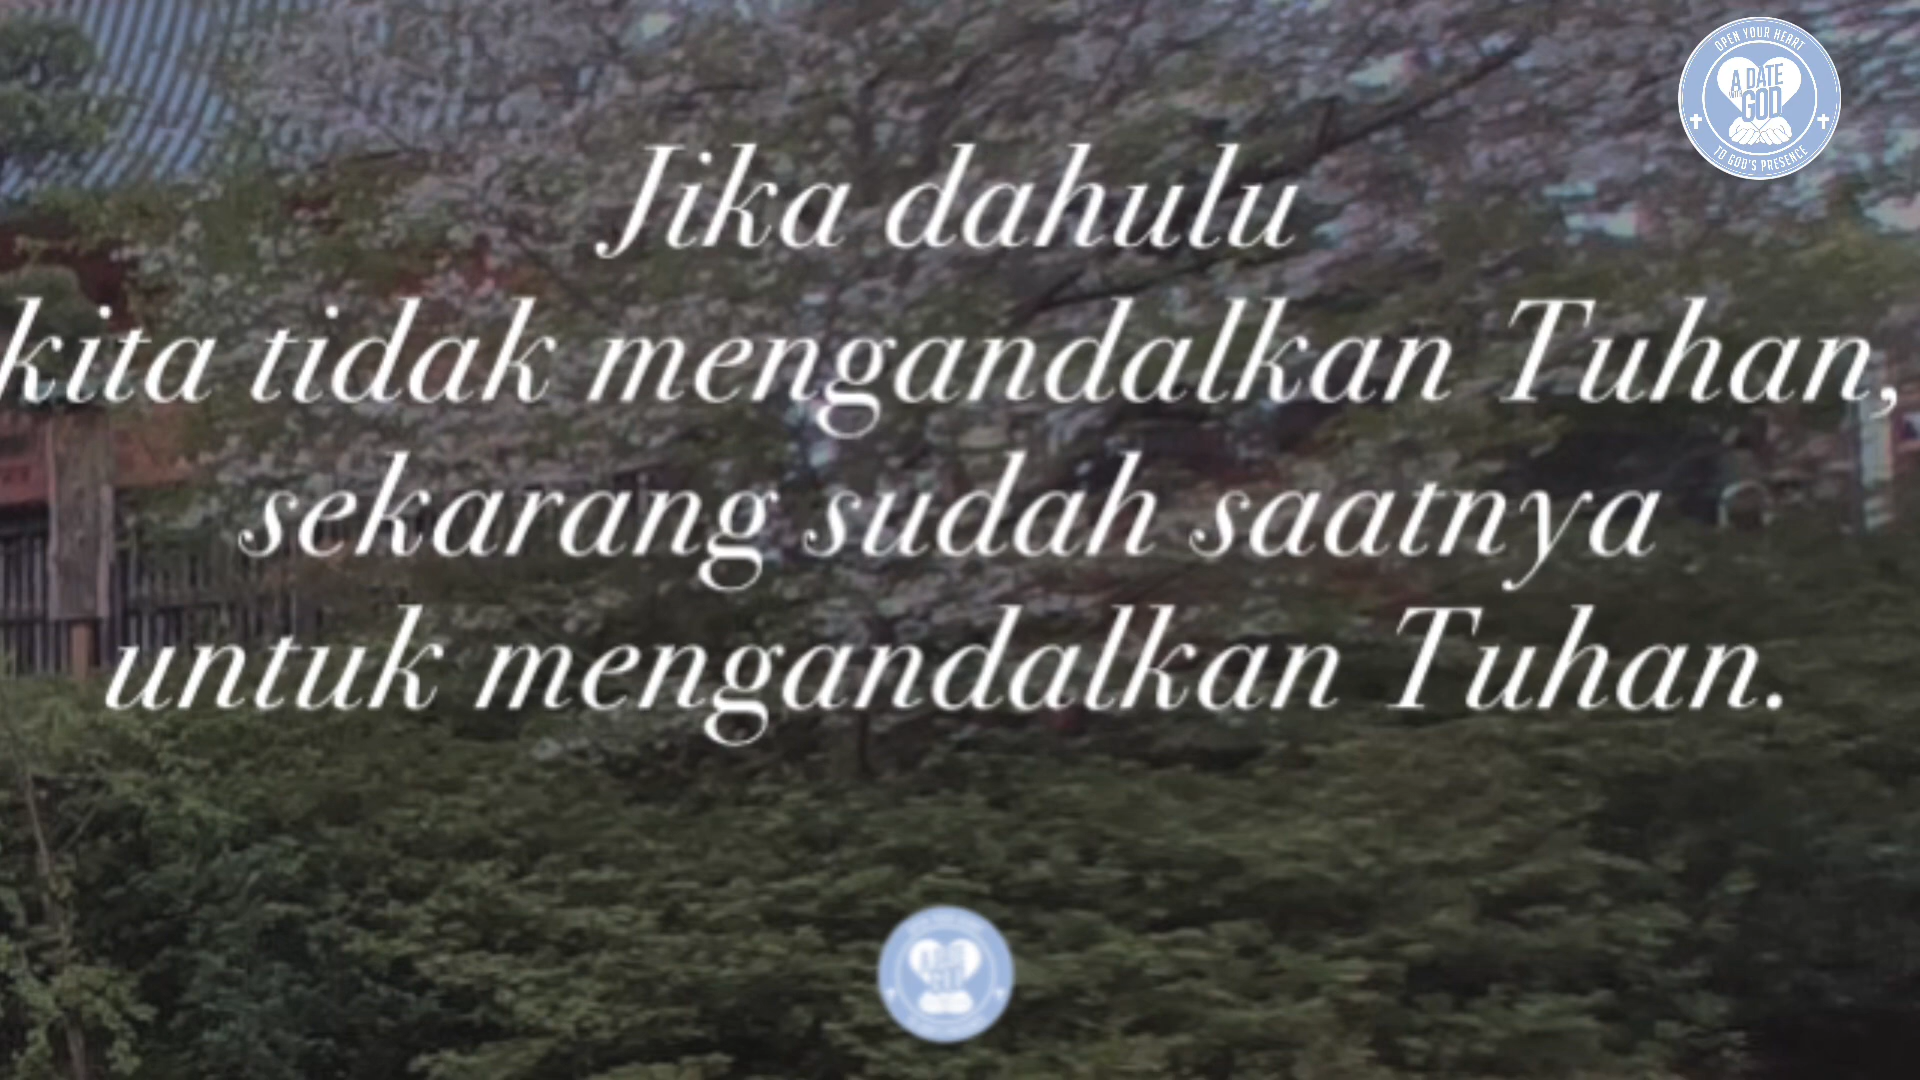 OPEN YOUR HEART
A DATE
GOD
TO GOD'S PRESENCE
Jika dahulu
kita tidak mengandalkan Tuhan,
sekarang sudah saatnya
untuk mengandalkan Tuhan.